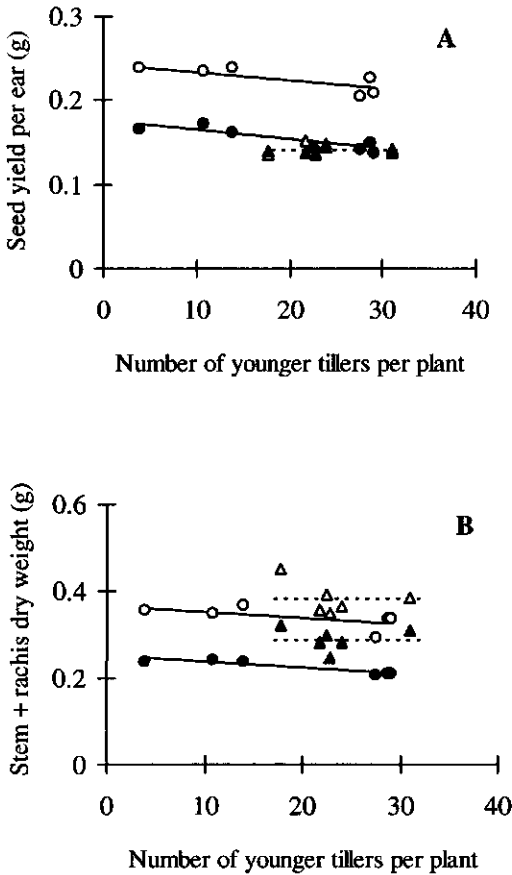 A
Seed yield per ear (g)
0.3
0.2
0.1
0
0 10 20 30 40
Number of younger tillers per plant
B
Stem + rachis dry weight (g)
0.6
0.4
0.2
0
0 10 20 30 40
Number of younger tillers per plant